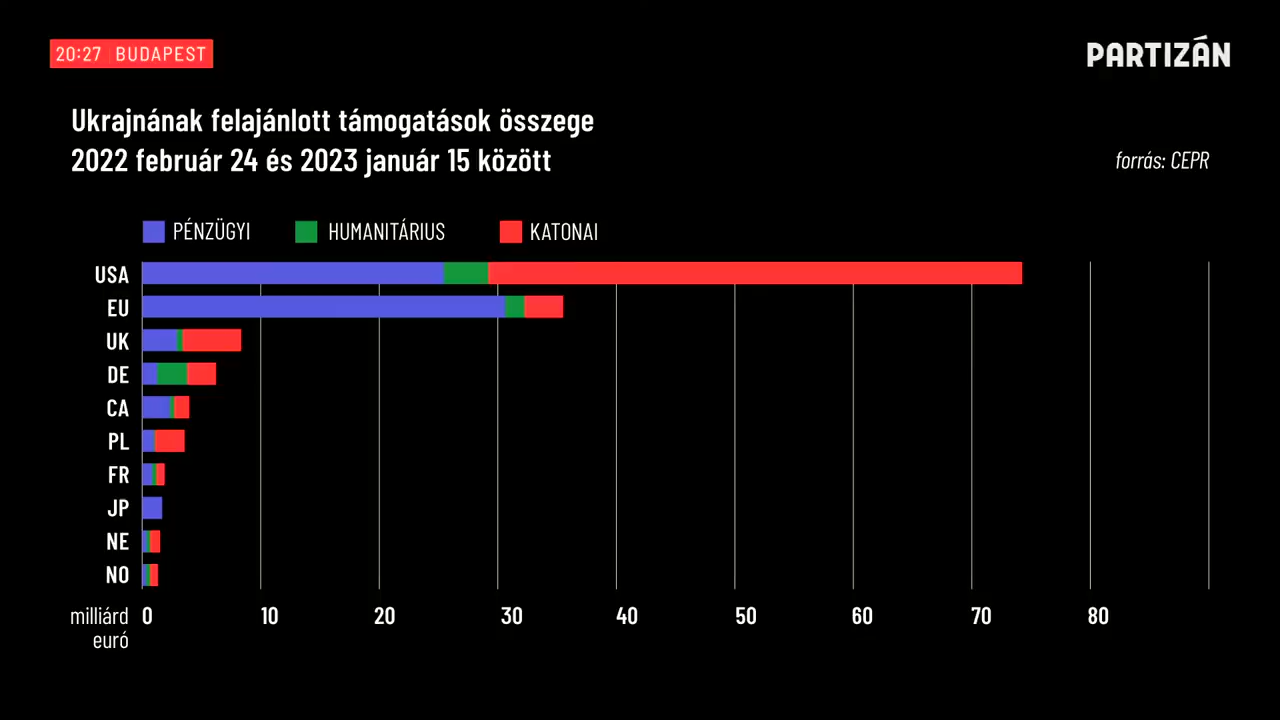 20:27 BUDAPEST
PARTIZÁN
Ukrajnának felajánlott támogatások összege
2022 február 24 és 2023 január 15 között
forrás: CEPR
PÉNZÜGYI HUMANITÁRIUS KATONAI
USA
EU
UK
DE
CA
PL
FR
JP
NE
NO
milliárd 0 10 20 30 40 50 60 70 80
euró